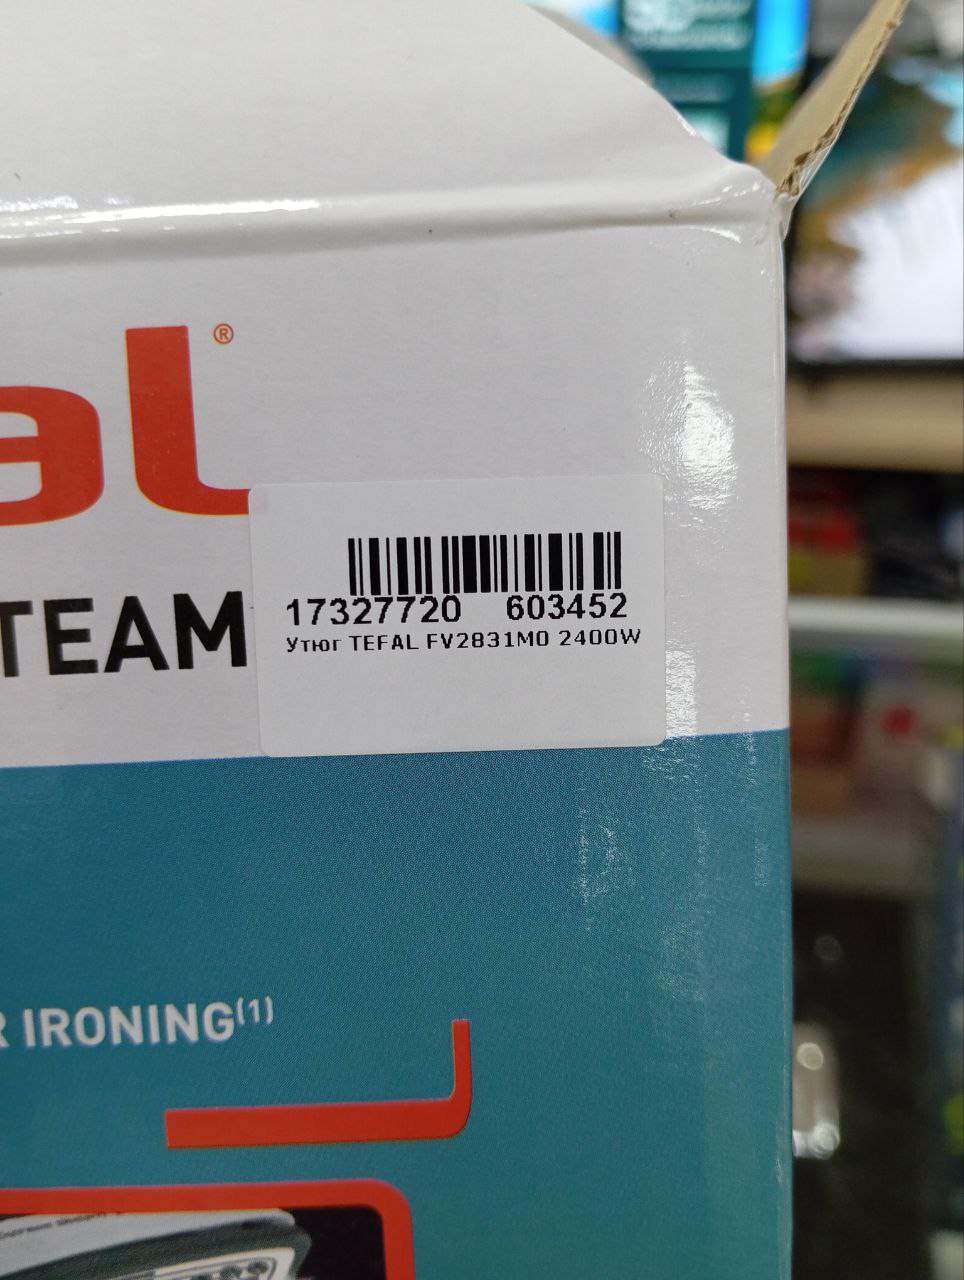 al®
TEAM
17327720 603452
Утюг TEFAL FV2831M0 2400W
R IRONING(1)